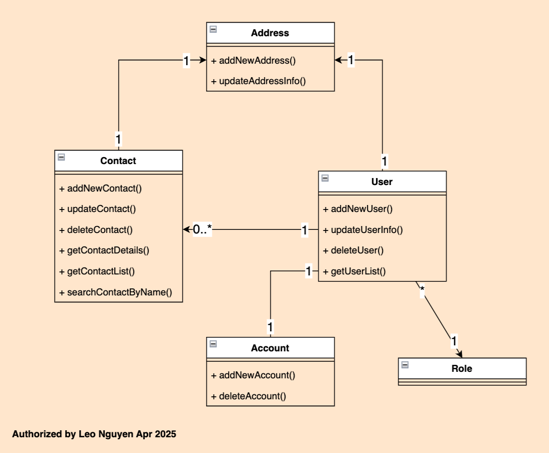 Address
+ addNewAddress()
+ updateAddressInfo()
1
1
1
1
Contact
+ addNewContact()
+ updateContact()
+ deleteContact()
+ getContactDetails()
+ getContactList()
+ searchContactByName()
User
+ addNewUser()
+ updateUserInfo()
+ deleteUser()
+ getUserList()
0..*
1
1
1
*
1
Account
+ addNewAccount()
+ deleteAccount()
Role
Authorized by Leo Nguyen Apr 2025